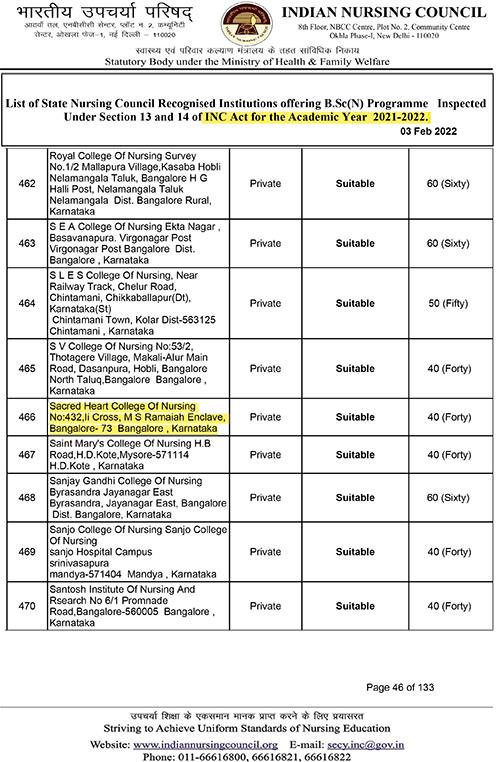 भारतीय उपचर्या परिषद्
आठवाँ तल, एनबीसीसी सेन्टर, प्लॉट नं. 2, कम्युनिटी
सेन्टर, ओखला फेज-1, नई दिल्ली - 110020
INDIAN NURSING COUNCIL
8th Floor, NBCC Centre, Plot No. 2, Community Centre
Okhla Phase-I, New Delhi - 110020
स्वास्थ्य एवं परिवार कल्याण मंत्रालय के तहत सांविधिक निकाय
Statutory Body under the Ministry of Health & Family Welfare
List of State Nursing Council Recognised Institutions offering B.Sc(N) Programme Inspected
Under Section 13 and 14 of INC Act for the Academic Year 2021-2022.
03 Feb 2022
462
Royal College Of Nursing Survey
No.1/2 Mallapura Village,Kasaba Hobli
Nelamangala Taluk, Bangalore H G
Halli Post, Nelamangala Taluk
Nelamangala Dist. Bangalore Rural,
Karnataka
Private
Suitable
60 (Sixty)
463
S E A College Of Nursing Ekta Nagar ,
Basavanapura. Virgonagar Post
Virgonagar Post Bangalore Dist.
Bangalore , Karnataka
Private
Suitable
60 (Sixty)
464
S L E S College Of Nursing, Near
Railway Track, Chelur Road,
Chintamani, Chikkaballapur(Dt),
Karnataka(St)
Chintamani Town, Kolar Dist-563125
Chintamani , Karnataka
Private
Suitable
50 (Fifty)
465
S V College Of Nursing No:53/2,
Thotagere Village, Makali-Alur Main
Road, Dasanpura, Hobli, Bangalore
North Taluq,Bangalore Bangalore ,
Karnataka
Private
Suitable
40 (Forty)
466
Sacred Heart College Of Nursing
No:432,Ii Cross, M S Ramaiah Enclave,
Bangalore- 73 Bangalore , Karnataka
Private
Suitable
40 (Forty)
467
Saint Mary's College Of Nursing H.B
Road,H.D.Kote,Mysore-571114
H.D.Kote , Karnataka
Private
Suitable
40 (Forty)
468
Sanjay Gandhi College Of Nursing
Byrasandra Jayanagar East
Byrasandra, Jayanagar East, Bangalore
Dist. Bangalore, Karnataka
Private
Suitable
60 (Sixty)
469
Sanjo College Of Nursing Sanjo College
Of Nursing
sanjo Hospital Campus
srinivasapura
mandya-571404 Mandya , Karnataka
Private
Suitable
40 (Forty)
470
Santosh Institute Of Nursing And
Rsearch No 6/1 Promnade
Road,Bangalore-560005 Bangalore ,
Karnataka
Private
Suitable
40 (Forty)
Page 46 of 133
उपचर्या शिक्षा के एकसमान मानक प्राप्त करने के लिए प्रयासरत
Striving to Achieve Uniform Standards of Nursing Education
Website: www.indiannursingcouncil.org Email: secy.inc@gov.in
Phone: 011-66616800, 66616821, 66616822